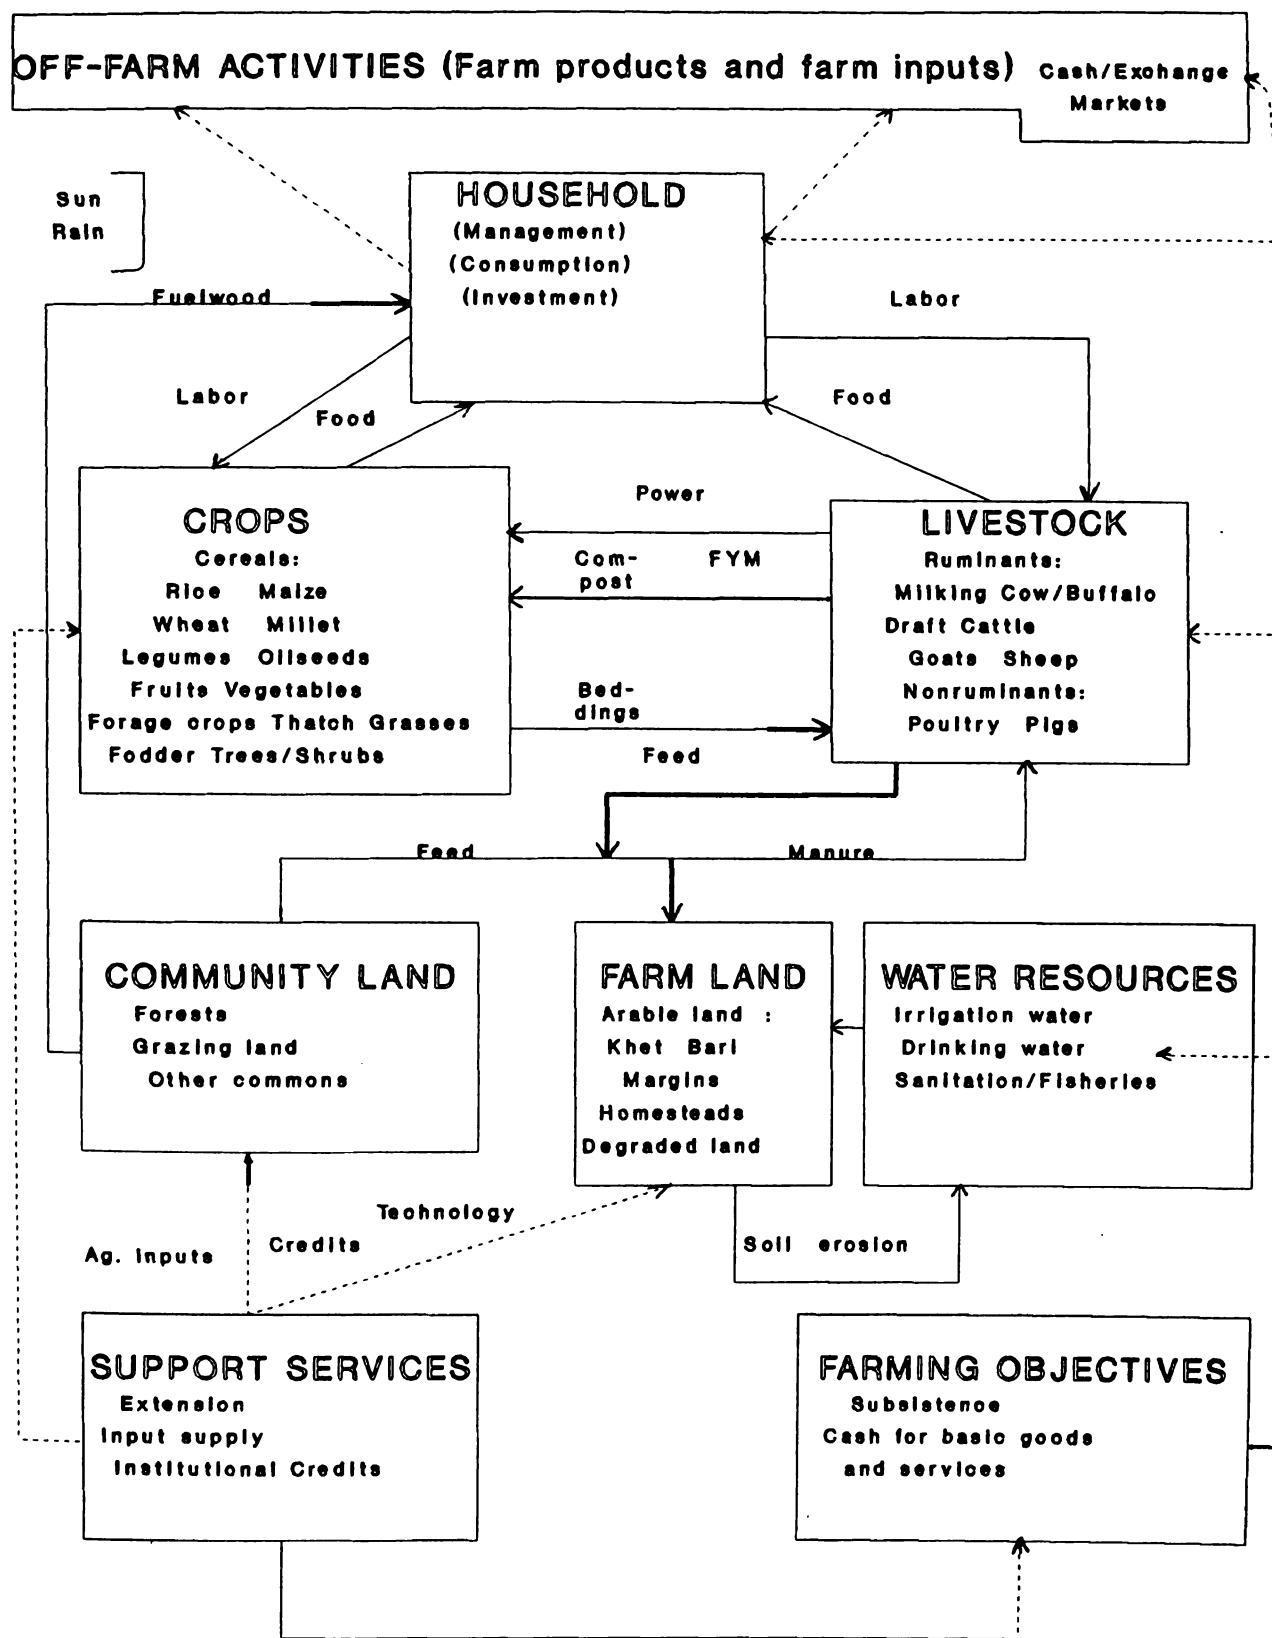 OFF-FARM ACTIVITIES (Farm products and farm inputs) Cash/Exchange
Markets
Sun
Rain
HOUSEHOLD
(Management)
(Consumption)
(Investment)
Fuelwood
Labor
Labor
Food
Food
CROPS
Cereals:
Rice Maize
Wheat Millet
Legumes Oilseeds
Fruits Vegetables
Forage crops Thatch Grasses
Fodder Trees/Shrubs
Power
Com- FYM
post
Bed-
dings
Feed
LIVESTOCK
Ruminants:
Milking Cow/Buffalo
Draft Cattle
Goats Sheep
Nonruminants:
Poultry Pigs
Feed
Manure
COMMUNITY LAND
Forests
Grazing land
Other commons
FARM LAND
Arable land :
Khet Bari
Margins
Homesteads
Degraded land
WATER RESOURCES
Irrigation water
Drinking water
Sanitation/Fisheries
Technology
Ag. Inputs
Credits
Soil erosion
SUPPORT SERVICES
Extension
Input supply
Institutional Credits
FARMING OBJECTIVES
Subsistence
Cash for basic goods
and services